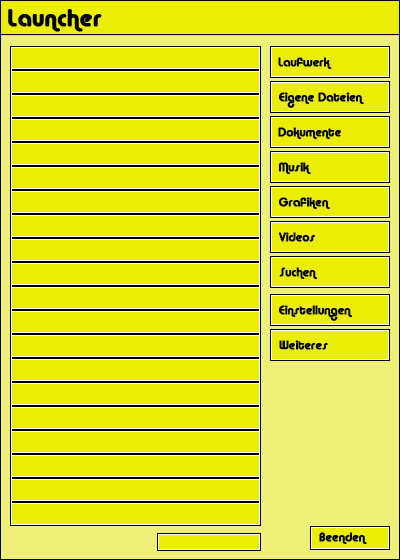 Launcher
Laufwerk
Eigene Dateien
Dokumente
Musik
Grafiken
Videos
Suchen
Einstellungen
Weiteres
Beenden